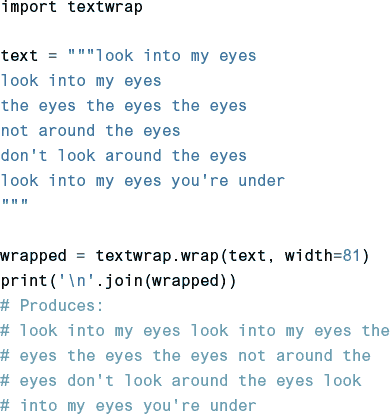 import textwrap
text = """look into my eyes
look into my eyes
the eyes the eyes the eyes
not around the eyes
don't look around the eyes
look into my eyes you're under
"""
wrapped = textwrap.wrap(text, width=81)
print('\n'.join(wrapped))
# Produces:
# look into my eyes look into my eyes the
# eyes the eyes the eyes not around the
# eyes don't look around the eyes look
# into my eyes you're under